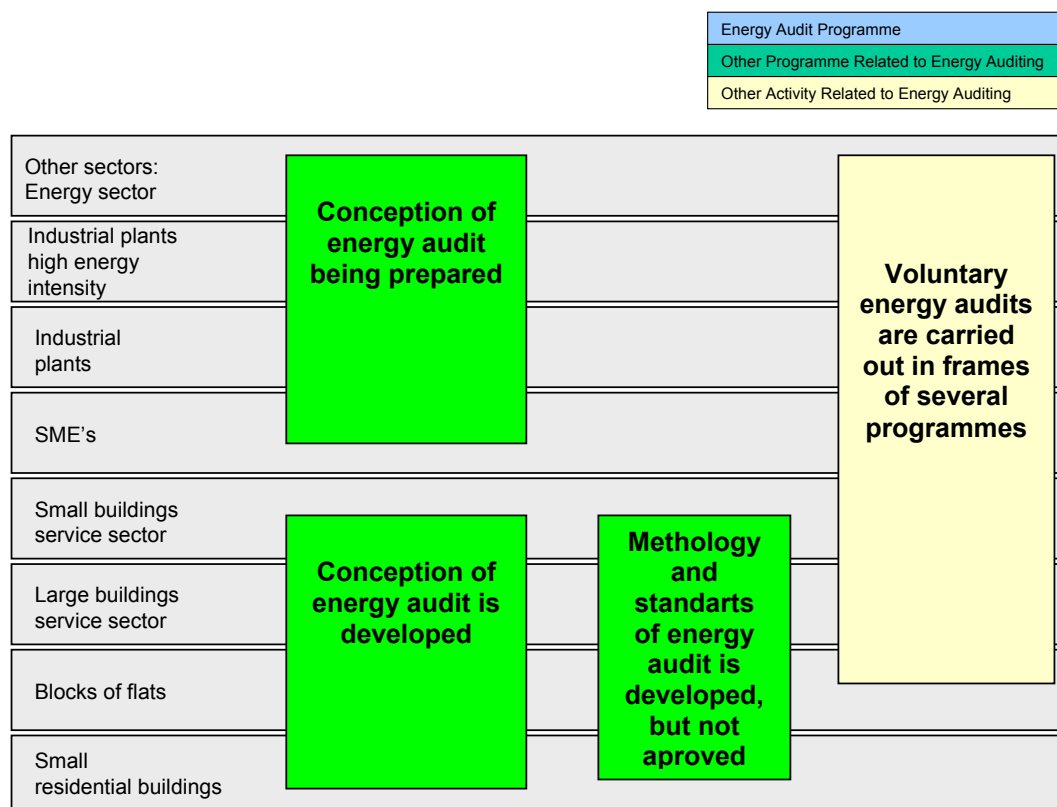 Energy Audit Programme
Other Programme Related to Energy Auditing
Other Activity Related to Energy Auditing
Other sectors:
Energy sector
Industrial plants
high energy
intensity
Industrial
plants
SME's
Small buildings
service sector
Large buildings
service sector
Blocks of flats
Small
residential buildings
Conception of
energy audit
being prepared
Conception of
energy audit is
developed
Methology
and
standarts
of energy
audit is
developed,
but not
aproved
Voluntary
energy audits
are carried
out in frames
of several
programmes